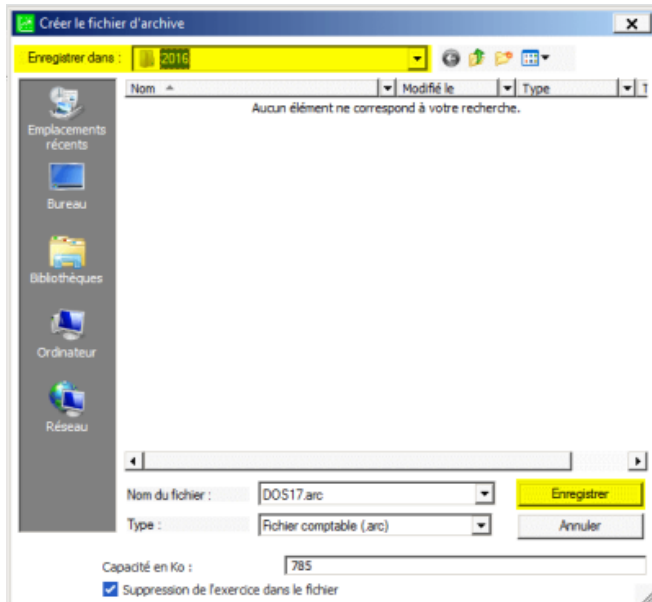 Créer le fichier d'archive
Enregistrer dans : 2016
Nom Modifié le Type T
Aucun élément ne correspond à votre recherche.
Emplacements
récents
Bureau
Bibliothèques
Ordinateur
Réseau
Nom du fichier : DOS17.arc Enregistrer
Type : Fichier comptable (.arc) Annuler
Capacité en Ko : 785
Suppression de l'exercice dans le fichier